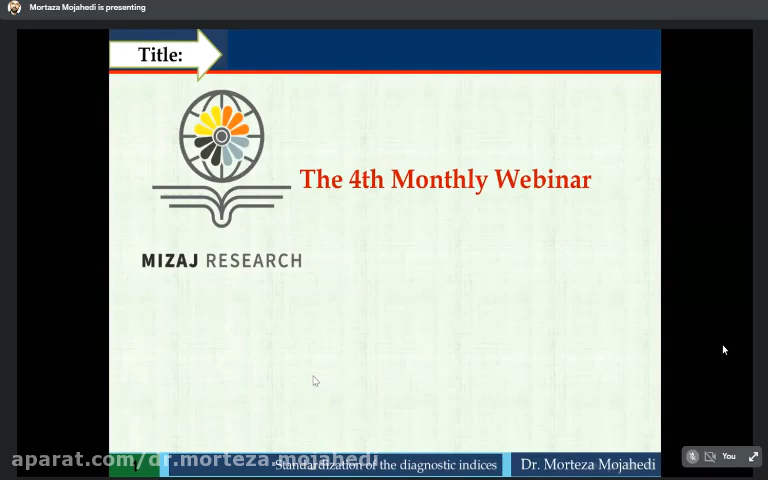 Mortaza Mojahedi is presenting
Title:
The 4th Monthly Webinar
MIZAJ RESEARCH
aparat.com/dr.morteza.mojahedi
"Standardization of the diagnostic indices
Dr. Morteza Mojahedi
You